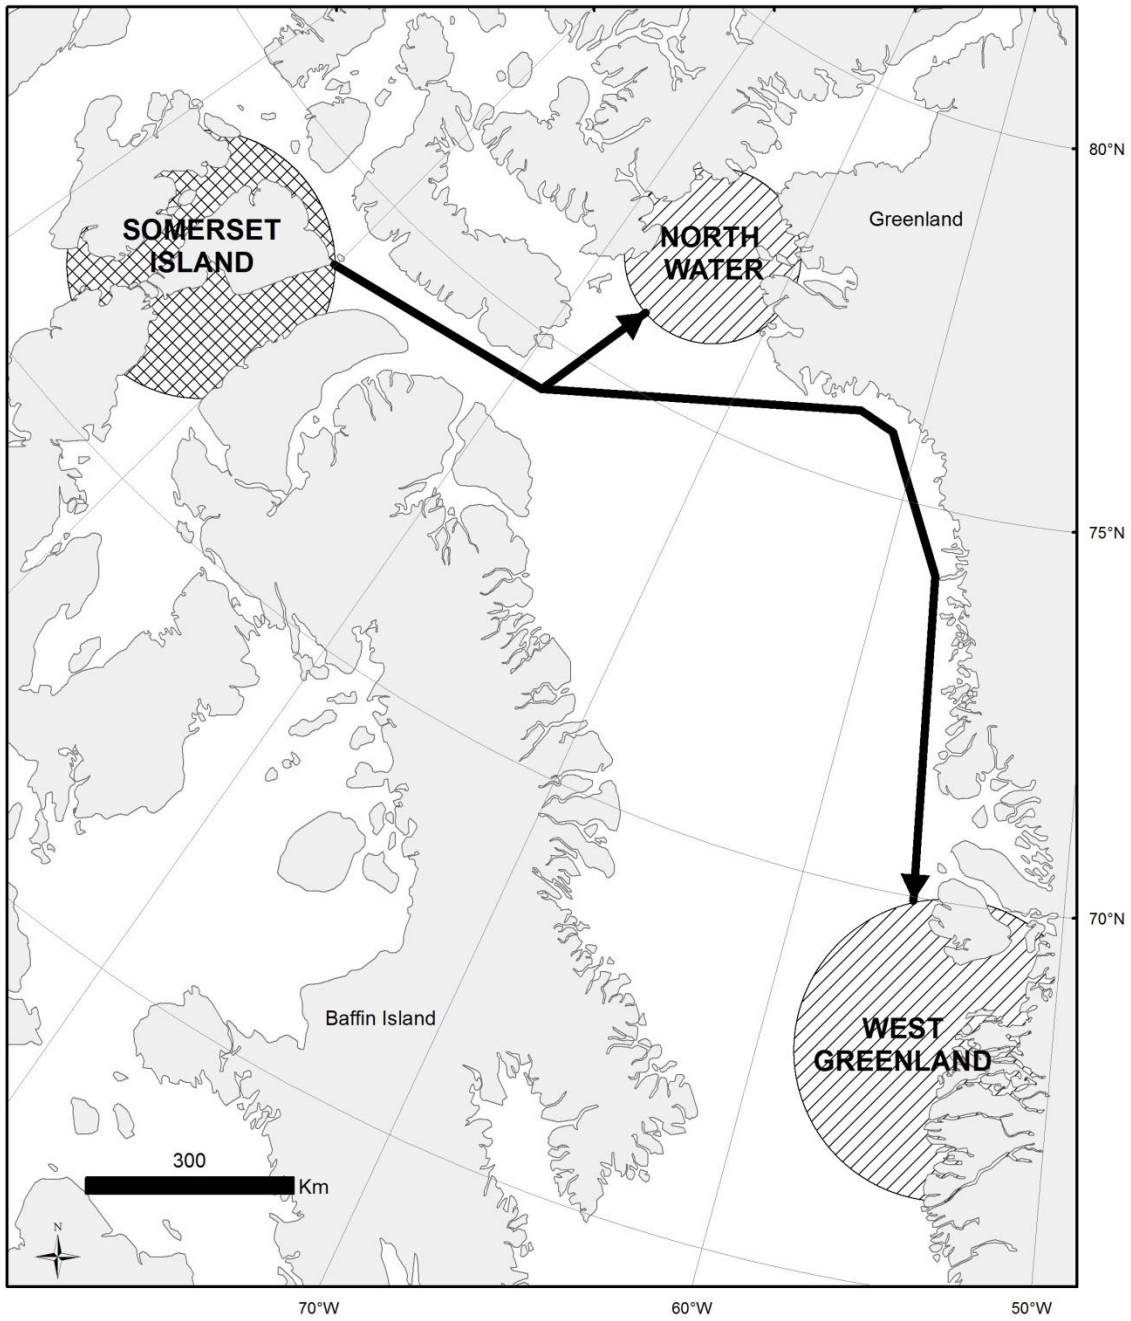 80°N
Greenland
SOMERSET
ISLAND
NORTH
WATER
75°N
70°N
Baffin Island
WEST
GREENLAND
300
Km
N
70°W
60°W
50°W